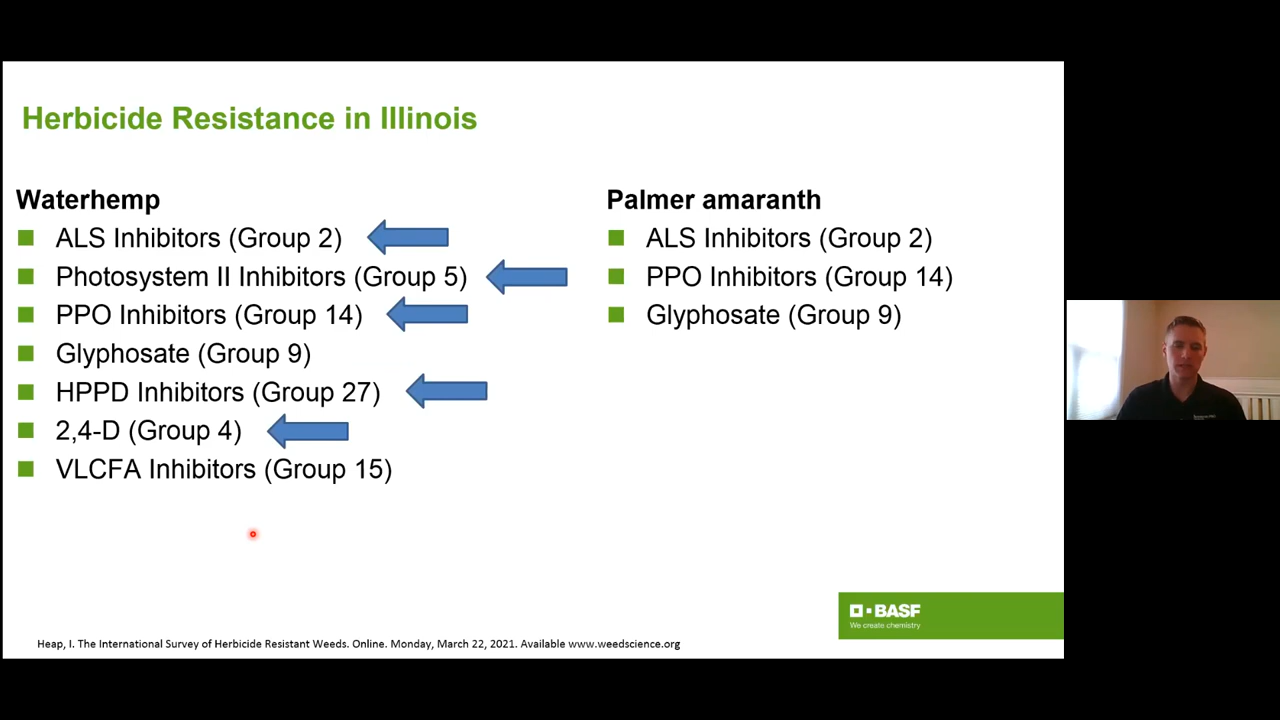 Herbicide Resistance in Illinois
Waterhemp
ALS Inhibitors (Group 2)
Photosystem II Inhibitors (Group 5)
PPO Inhibitors (Group 14)
Glyphosate (Group 9)
HPPD Inhibitors (Group 27)
2,4-D (Group 4)
VLCFA Inhibitors (Group 15)
Palmer amaranth
ALS Inhibitors (Group 2)
PPO Inhibitors (Group 14)
Glyphosate (Group 9)
BASF
We create chemistry
Heap, I. The International Survey of Herbicide Resistant Weeds. Online. Monday, March 22, 2021. Available www.weedscience.org